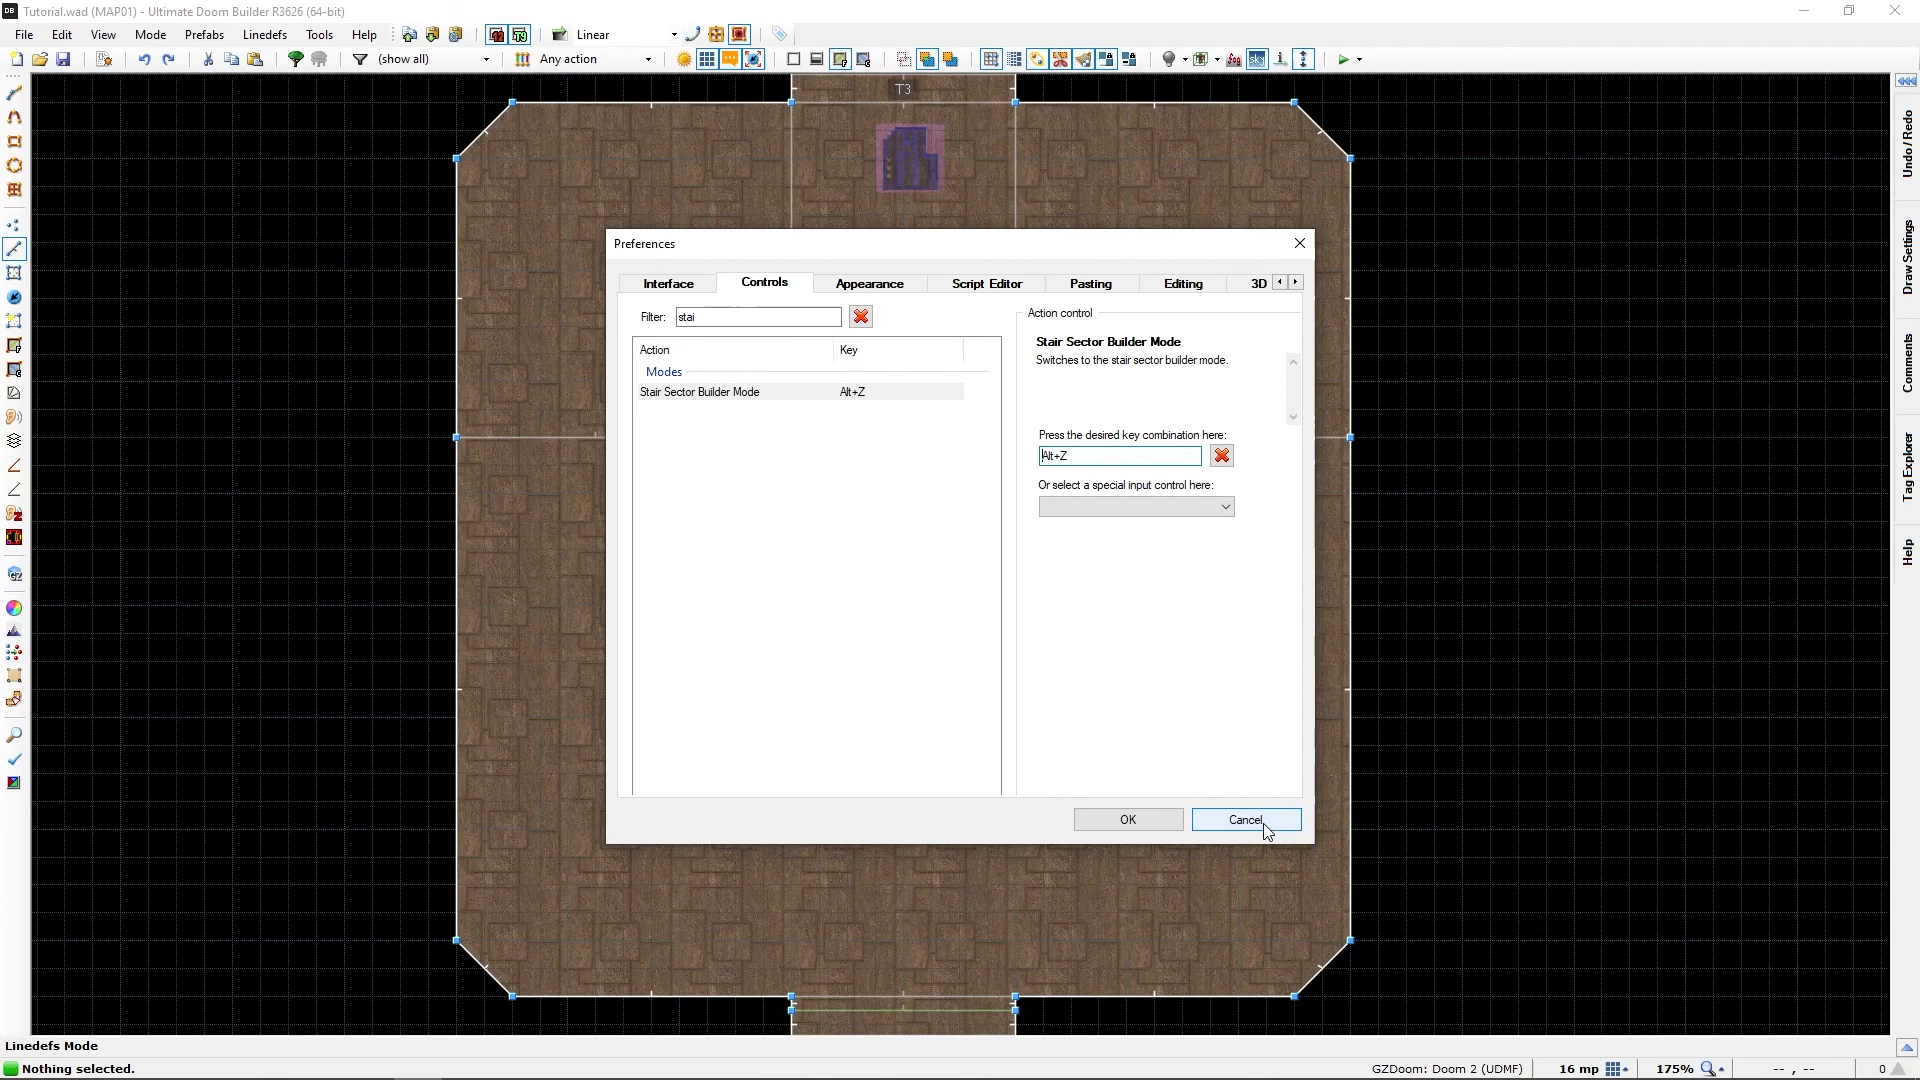 Tutorial.wad (MAP01) - Ultimate Doom Builder R3626 (64-bit)
File Edit View Mode Prefabs Linedefs Tools Help Linear
(show all) Any action
T3
Undo / Redo
Draw Settings
Comments
Tag Explorer
Help
Preferences
Interface Controls Appearance Script Editor Pasting Editing 3D
Filter: stai
Action Key
Modes
Stair Sector Builder Mode Alt+Z
Action control
Stair Sector Builder Mode
Switches to the stair sector builder mode.
Press the desired key combination here:
Alt+Z
Or select a special input control here:
OK Cancel
Linedefs Mode
Nothing selected. GZDoom: Doom 2 (UDMF) 16 mp 175% -- , -- 0